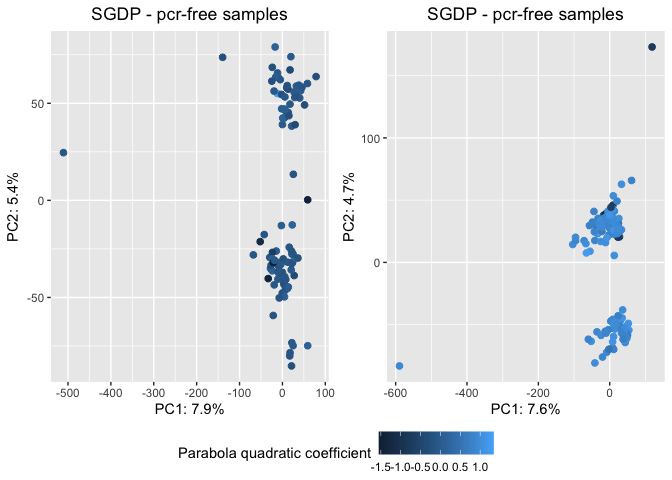 SGDP - pcr-free samples
SGDP - pcr-free samples
PC2: 5.4%
50
0
-50
-500
-400
-300
-200
-100
0
100
PC1: 7.9%
PC2: 4.7%
100
0
-600
-400
-200
0
PC1: 7.6%
Parabola quadratic coefficient
-1.5-1.0-0.50.0 0.5 1.0